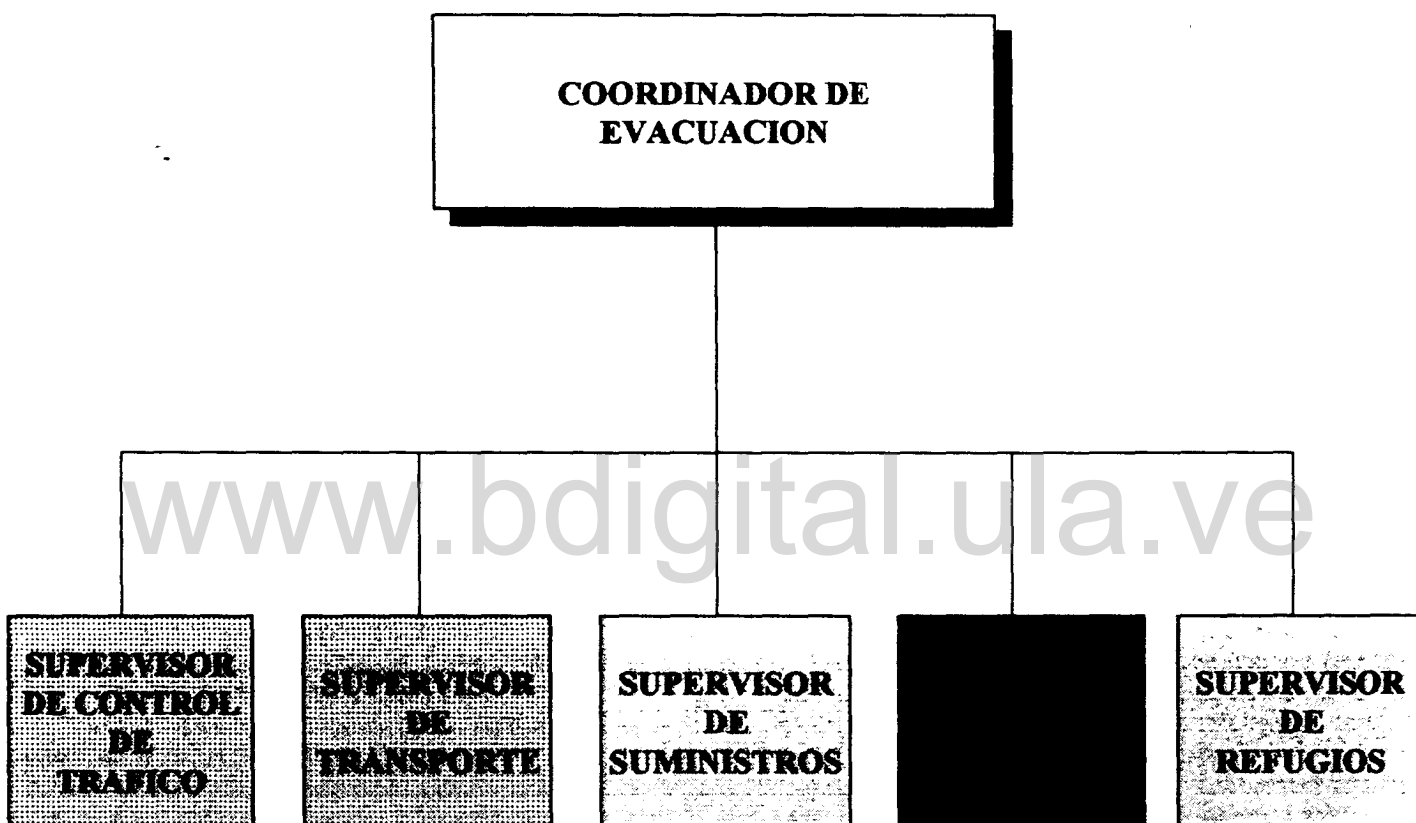 COORDINADOR DE
EVACUACION
www.bdigital.ula.ve
SUPERVISOR
DE CONTROL
DE
TRAFICO
SUPERVISOR
DE
TRANSPORTE
SUPERVISOR
DE
SUMINISTROS
SUPERVISOR
DE
REFUGIOS